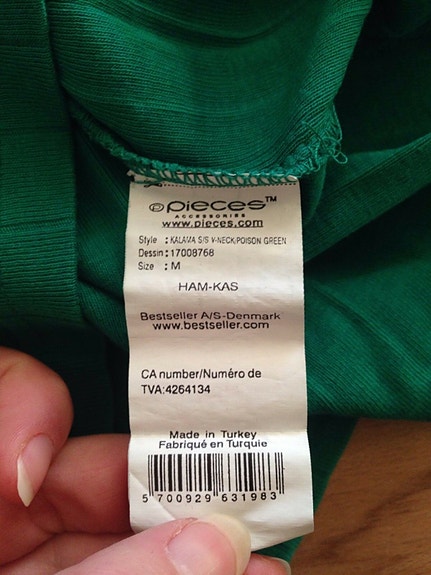 pieces™
ACCESSORIES
www.pieces.com
Style : KALAMA S/S V-NECK/POISON GREEN
Dessin : 17008768
Size : M
HAM-KAS
Bestseller A/S-Denmark
www.bestseller.com
CA number/Numéro de
TVA:4264134
Made in Turkey
Fabriqué en Turquie
5 700929 631983